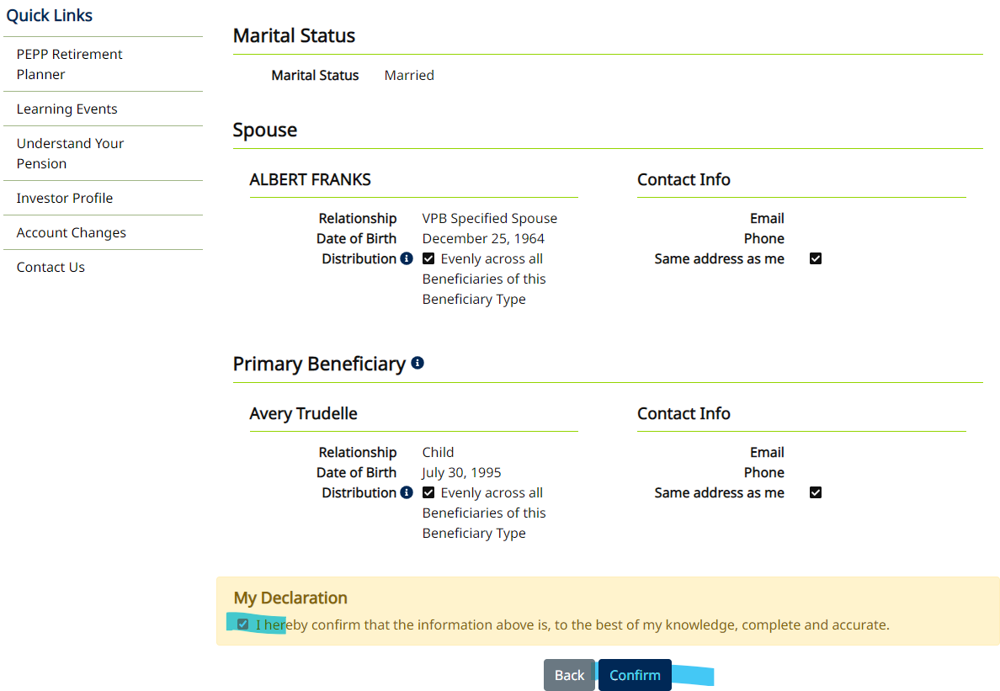 Quick Links
PEPP Retirement
Planner
Learning Events
Understand Your
Pension
Investor Profile
Account Changes
Contact Us
Marital Status
Marital Status Married
Spouse
ALBERT FRANKS
Relationship VPB Specified Spouse
Date of Birth December 25, 1964
Distribution Evenly across all
Beneficiaries of this
Beneficiary Type
Contact Info
Email
Phone
Same address as me
Primary Beneficiary
Avery Trudelle
Relationship Child
Date of Birth July 30, 1995
Distribution Evenly across all
Beneficiaries of this
Beneficiary Type
Contact Info
Email
Phone
Same address as me
My Declaration
I hereby confirm that the information above is, to the best of my knowledge, complete and accurate.
Back Confirm